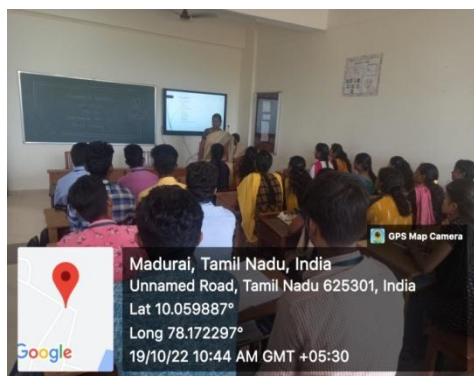 GPS Map Camera
Madurai, Tamil Nadu, India
Unnamed Road, Tamil Nadu 625301, India
Lat 10.059887°
Long 78.172297°
19/10/22 10:44 AM GMT +05:30
Google